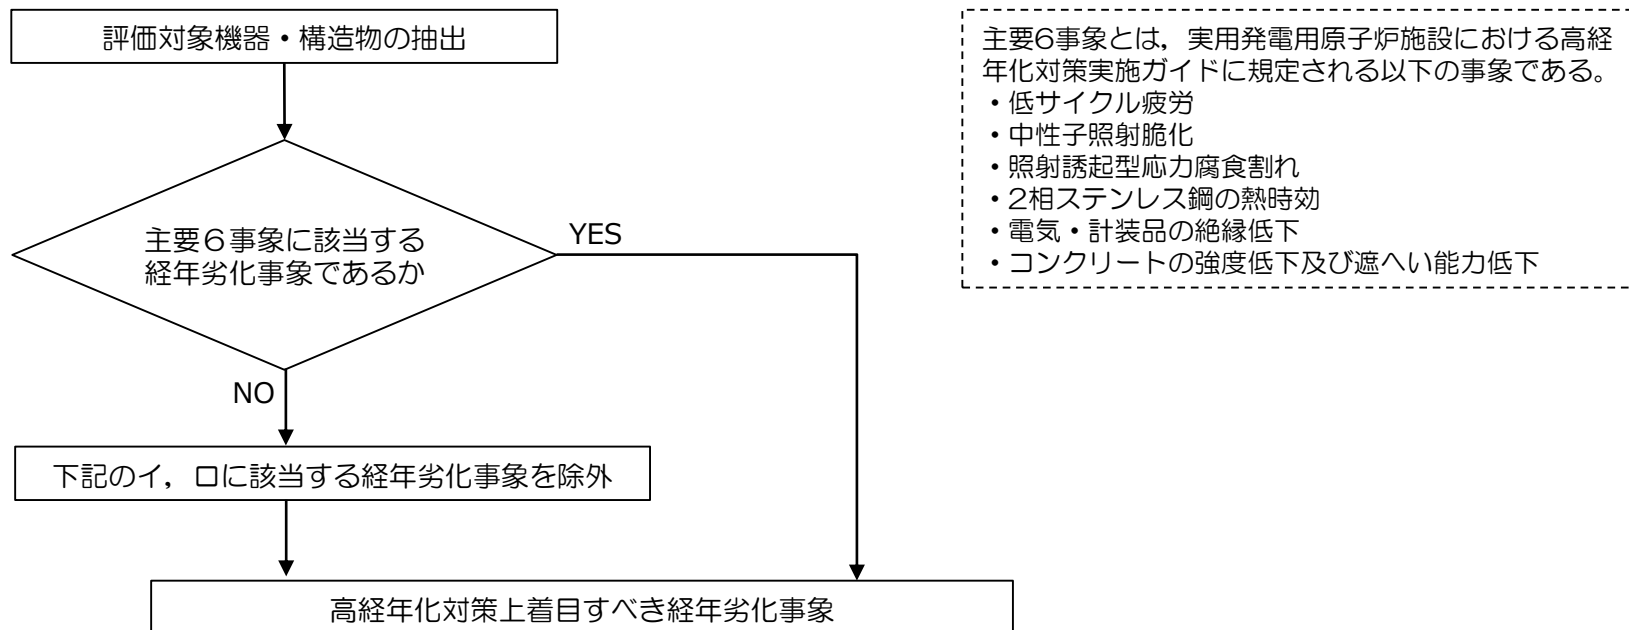 評価対象機器・構造物の抽出
主要６事象に該当する
経年劣化事象であるか
YES
NO
下記のイ，ロに該当する経年劣化事象を除外
高経年化対策上着目すべき経年劣化事象
主要6事象とは，実用発電用原子炉施設における高経
年化対策実施ガイドに規定される以下の事象である。
・低サイクル疲労
・中性子照射脆化
・照射誘起型応力腐食割れ
・2相ステンレス鋼の熱時効
・電気・計装品の絶縁低下
・コンクリートの強度低下及び遮へい能力低下